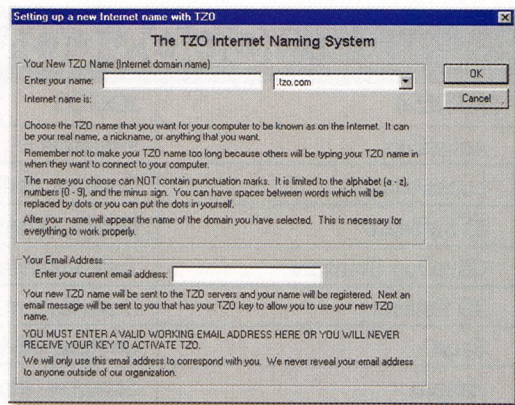 Setting up a new Internet name with TZO
The TZO Internet Naming System
Your New TZO Name (Internet domain name)
Enter your name:
.tzo.com
OK
Cancel
Internet name is:
Choose the TZO name that you want for your computer to be known as on the internet. It can
be your real name, a nickname, or anything that you want.
Remember not to make your TZO name too long because others will be typing your TZO name in
when they want to connect to your computer.
The name you choose can NOT contain punctuation marks. It is limited to the alphabet (a - z),
numbers (0 - 9), and the minus sign. You can have spaces between words which will be
replaced by dots or you can put the dots in yourself.
After your name will appear the name of the domain you have selected. This is necessary for
everything to work properly.
Your Email Address
Enter your current email address:
Your new TZO name will be sent to the TZO servers and your name will be registered. Next an
email message will be sent to you that has your TZO key to allow you to use your new TZO
name.
YOU MUST ENTER A VALID WORKING EMAIL ADDRESS HERE OR YOU WILL NEVER
RECEIVE YOUR KEY TO ACTIVATE TZO.
We will only use this email address to correspond with you. We never reveal your email address
to anyone outside of our organization.